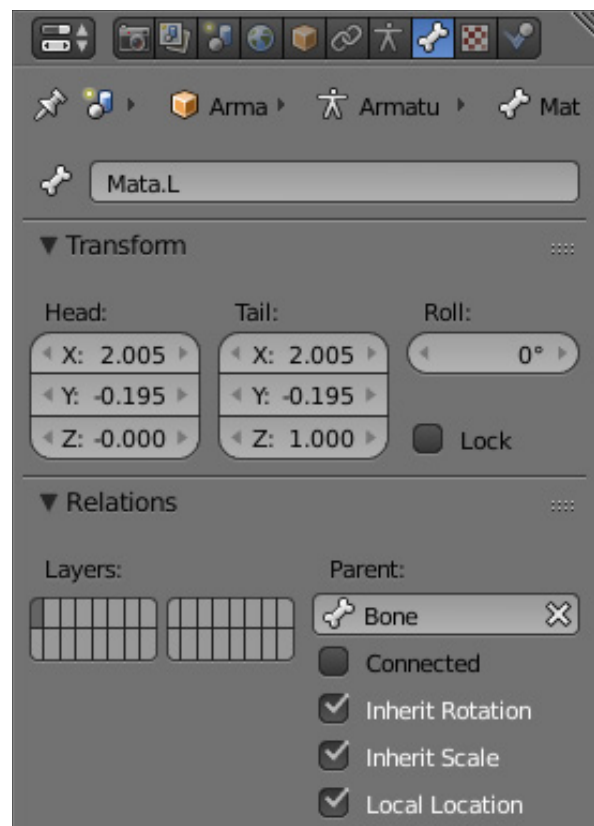 Arma Armatu Mat
Mata.L
Transform
Head: Tail: Roll:
X: 2.005 X: 2.005 0°
Y: -0.195 Y: -0.195
Z: -0.000 Z: 1.000 Lock
Relations
Layers: Parent:
Bone
Connected
Inherit Rotation
Inherit Scale
Local Location